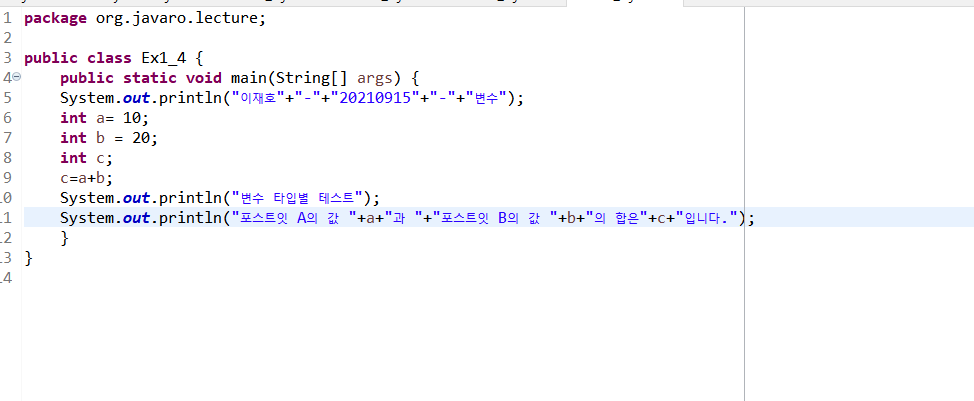 1 package org.javaro.lecture;
2
3 public class Ex1_4 {
4 public static void main(String[] args) {
5 System.out.println("이재호"+"-"+"20210915"+"-"+"변수");
6 int a= 10;
7 int b = 20;
8 int c;
9 c=a+b;
10 System.out.println("변수 타입별 테스트");
11 System.out.println("포스트잇 A의 값 "+a+"과 "+"포스트잇 B의 값 "+b+"의 합은"+c+"입니다.");
12 }
13 }
14